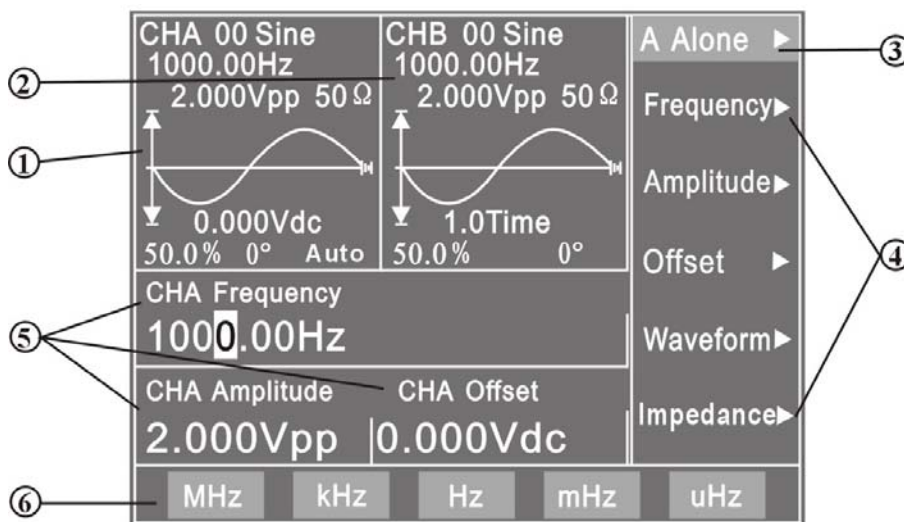 CHA 00 Sine
1000.00Hz
2.000Vpp 50 Ω
0.000Vdc
50.0% 0° Auto
CHB 00 Sine
1000.00Hz
2.000Vpp 50 Ω
1.0Time
50.0% 0°
A Alone ▶
Frequency▶
Amplitude▶
Offset ▶
Waveform▶
Impedance▶
CHA Frequency
1000.00Hz
CHA Amplitude CHA Offset
2.000Vpp 0.000Vdc
MHz kHz Hz mHz uHz
②
①
⑤
⑥
③
④